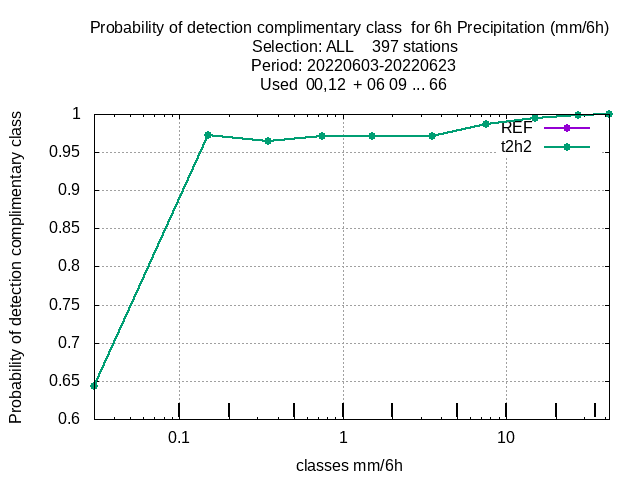 Probability of detection complimentary class  for 6h Precipitation (mm/6h)
Selection: ALL    397 stations
Period: 20220603-20220623
Used  00,12  + 06 09 ... 66
Probability of detection complimentary class
1
0.95
0.9
0.85
0.8
0.75
0.7
0.65
0.6
REF
t2h2
0.1
1
10
classes mm/6h